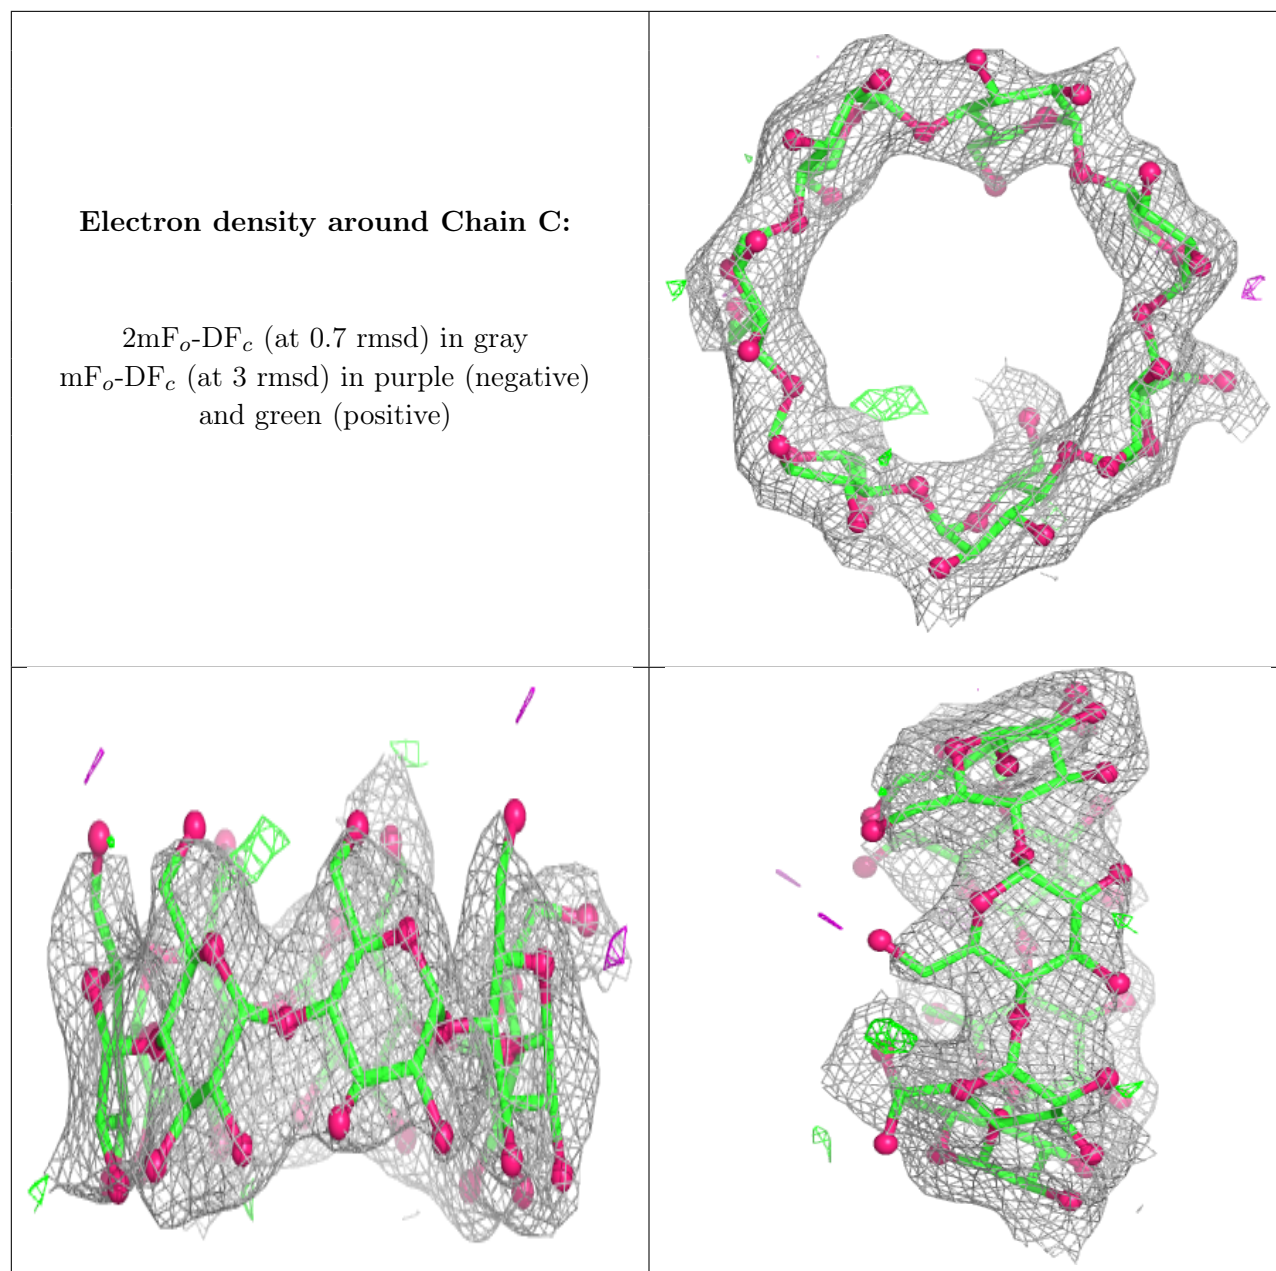 Electron density around Chain C:
2mFo-DFc (at 0.7 rmsd) in gray
mFo-DFc (at 3 rmsd) in purple (negative)
and green (positive)